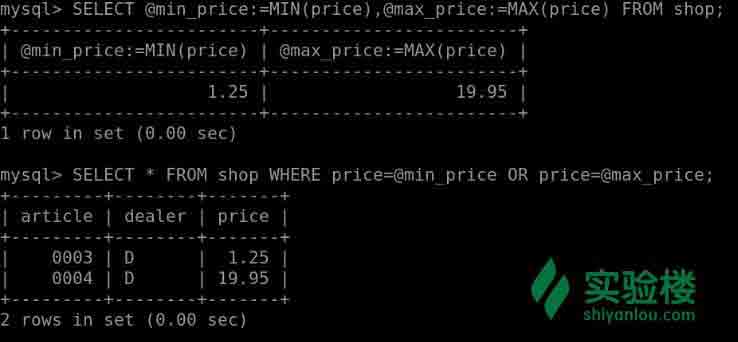 mysql> SELECT @min_price:=MIN(price),@max_price:=MAX(price) FROM shop;
+------------------------+------------------------+
| @min_price:=MIN(price) | @max_price:=MAX(price) |
+------------------------+------------------------+
|                   1.25 |                  19.95 |
+------------------------+------------------------+
1 row in set (0.00 sec)
mysql> SELECT * FROM shop WHERE price=@min_price OR price=@max_price;
+---------+--------+-------+
| article | dealer | price |
+---------+--------+-------+
|    0003 | D      |  1.25 |
|    0004 | D      | 19.95 |
+---------+--------+-------+
2 rows in set (0.00 sec)
实验楼
shiyanlou.com